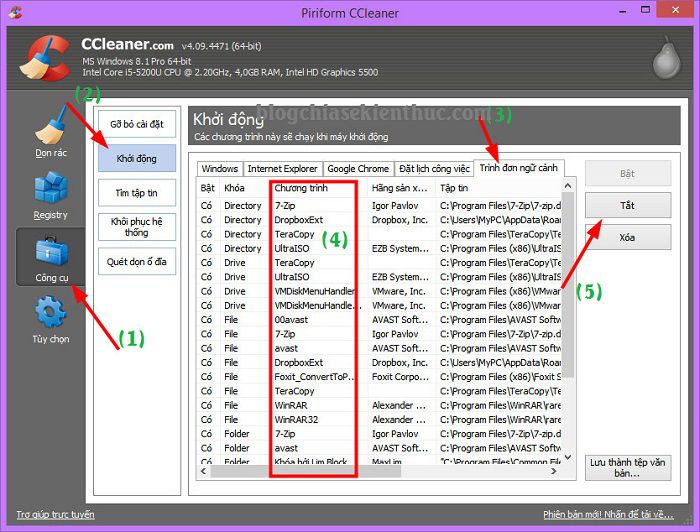 Piriform CCleaner
CCleaner.com v4.09.4471 (64-bit)
MS Windows 8.1 Pro 64-bit
Intel Core i5-5200U CPU @ 2.20GHz, 4,0GB RAM, Intel HD Graphics 5500
(2)
Dọn rác
Registry
Công cụ
(1)
Tùy chọn
Gỡ bỏ cài đặt
Khởi động
Tìm tập tin
Khôi phục hệ
thống
Quét dọn ổ đĩa
Khởi động
blogchiasekienthuc.com
(3)
Các chương trình này sẽ chạy khi máy khởi động
Windows Internet Explorer Google Chrome Đặt lịch công việc Trình đơn ngữ cảnh
Bật Khóa Chương trình Hãng sản x... Tập tin
Có Directory 7-Zip Igor Pavlov C:\Program Files\7-Zip\7-zip.d
Có Directory DropboxExt Dropbox, Inc. C:\Users\MyPC\AppData\Roar
Có Directory TeraCopy C:\Program Files\TeraCopy\Te
Có Directory UltraISO EZB System... C:\Program Files (x86)\UltraIS
Có Drive TeraCopy C:\Program Files\TeraCopy\Te
Có Drive UltraISO EZB System... C:\Program Files (x86)\UltraIS
Có Drive VMDiskMenuHandler VMware, Inc. C:\Program Files (x86)\VMwar
Có Drive VMDiskMenuHandle... VMware, Inc. C:\Program Files (x86)\VMwa
Có File 00avast AVAST Soft... C:\Program Files\AVAST Softw
Có File 7-Zip Igor Pavlov C:\Program Files\7-Zip\7-zip.d
Có File avast AVAST Soft... C:\Program Files\AVAST Softw
Có File DropboxExt Dropbox, Inc. C:\Users\MyPC\AppData\Roar
Có File Foxit_ConvertToP... Foxit Corpo... C:\Program Files (x86)\Foxit S
Có File TeraCopy C:\Program Files\TeraCopy\Te
Có File WinRAR Alexander ... C:\Program Files\WinRAR\rare
Có File WinRAR32 Alexander ... C:\Program Files\WinRAR\rare
Có Folder 7-Zip Igor Pavlov C:\Program Files\7-Zip\7-zip.d
Có Folder avast AVAST Soft... C:\Program Files\AVAST Softw
Có Folder Khóa bởi Lim Block MaxLim "C:\Program Files\Common File
(4)
Bật
Tắt
Xóa
(5)
Lưu thành tệp văn
bản...
Trợ giúp trực tuyến
Phiên bản mới! Nhấn để tải về...